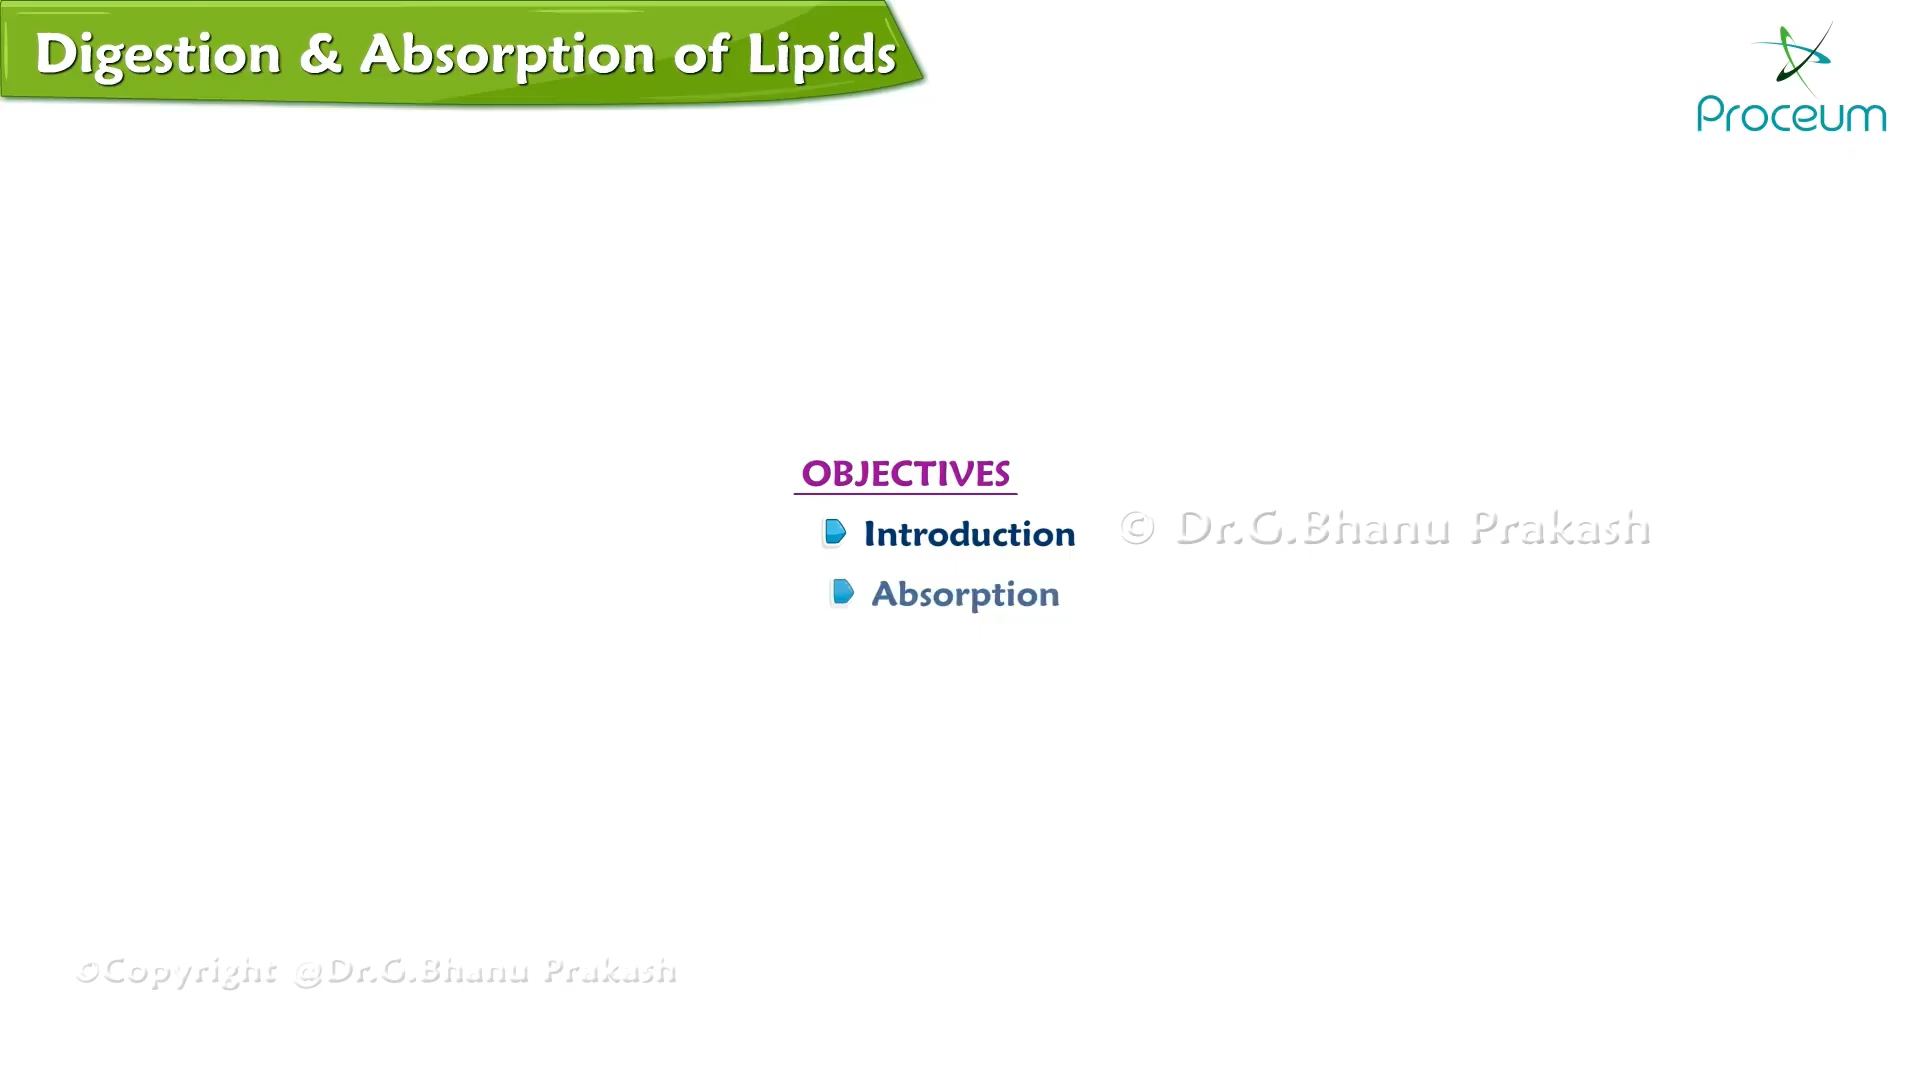 Digestion & Absorption of Lipids
Proceum
OBJECTIVES
Introduction
© Dr.G.Bhanu Prakash
Absorption
©Copyright @Dr.G.Bhanu Prakash